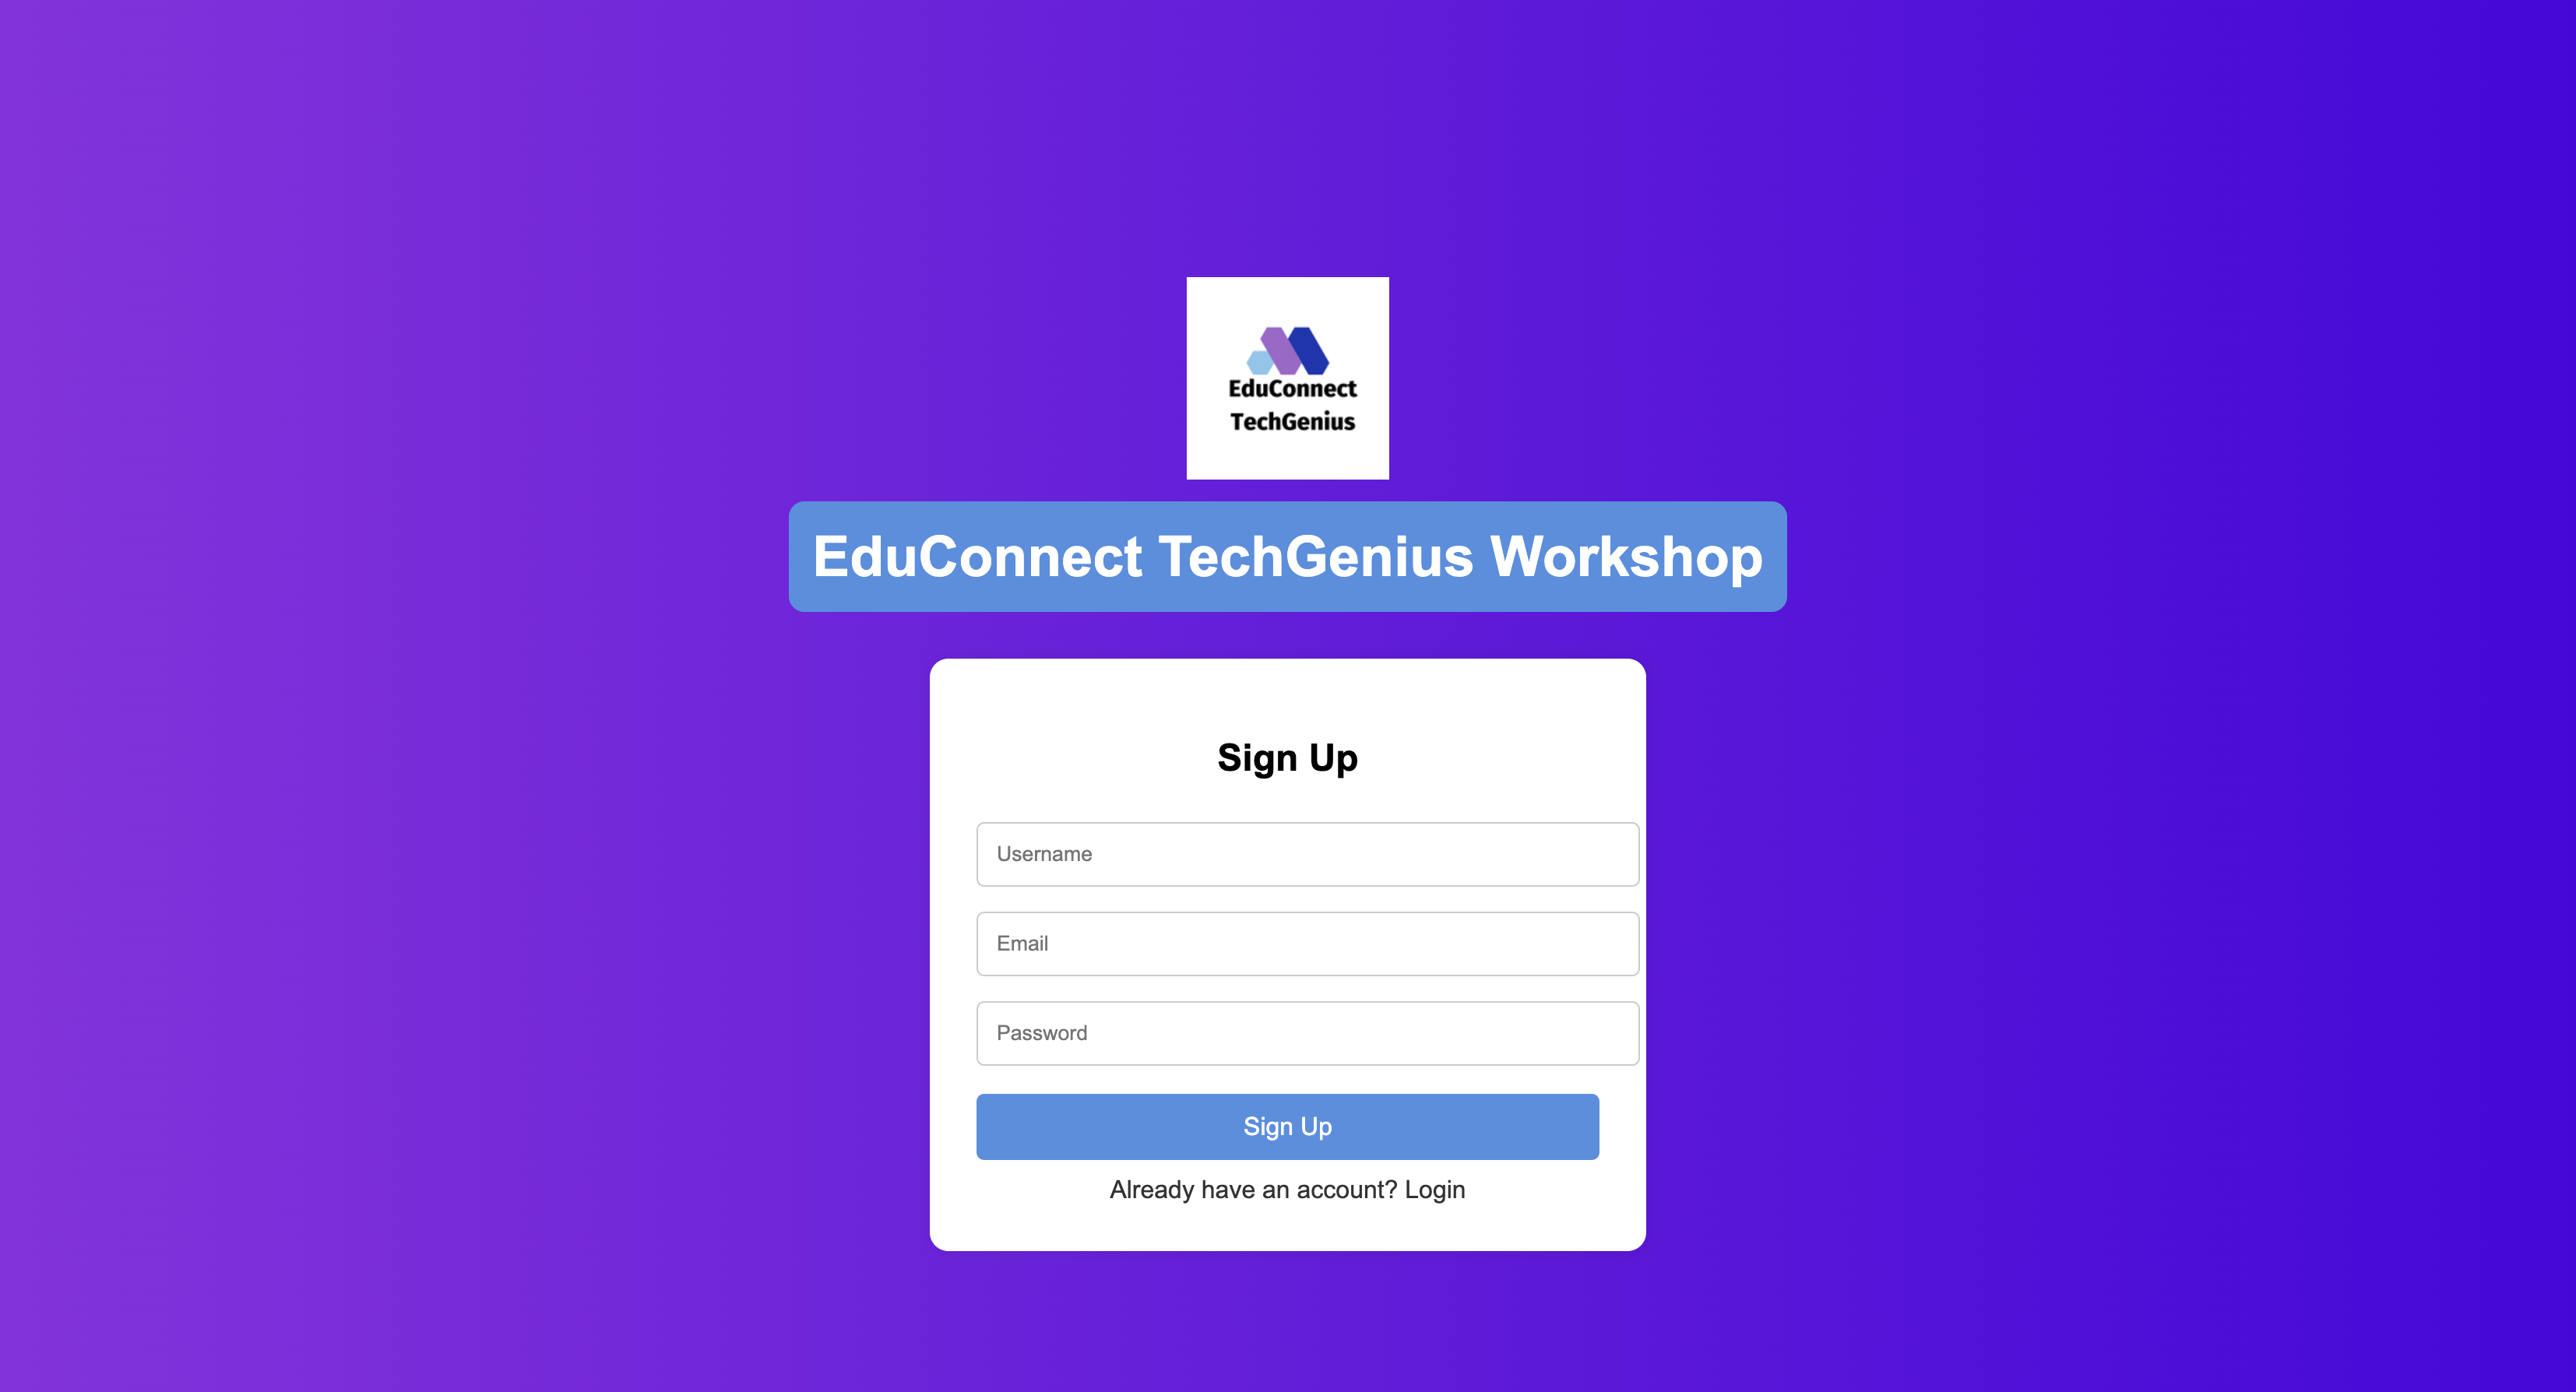 EduConnect
TechGenius
EduConnect TechGenius Workshop
Sign Up
Username
Email
Password
Sign Up
Already have an account? Login